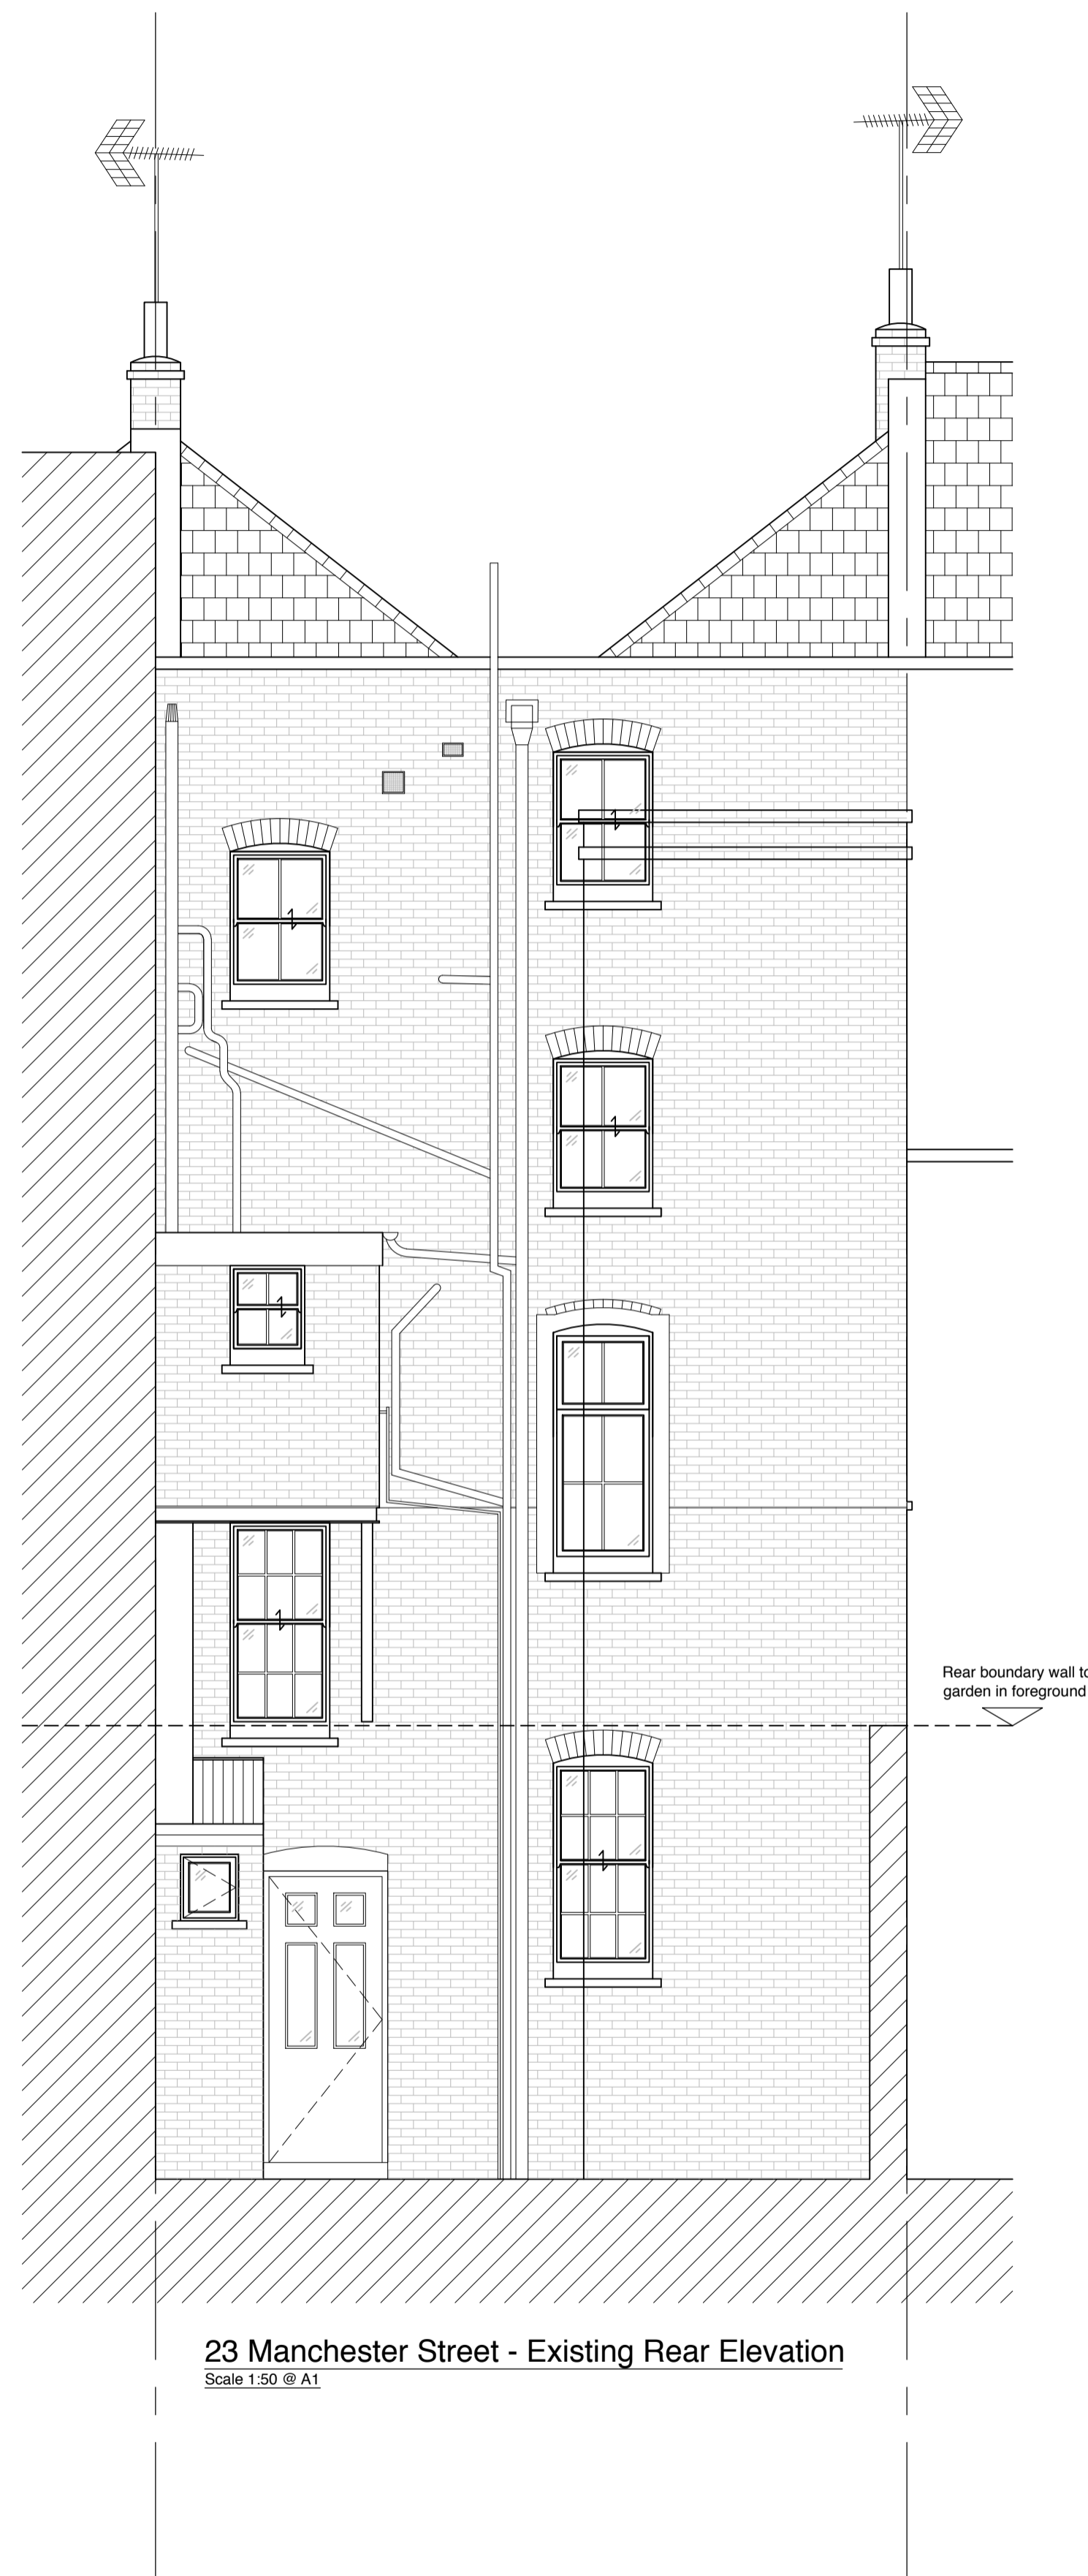 Rear boundary wall to
garden in foreground
23 Manchester Street - Existing Rear Elevation
Scale 1:50 @ A1